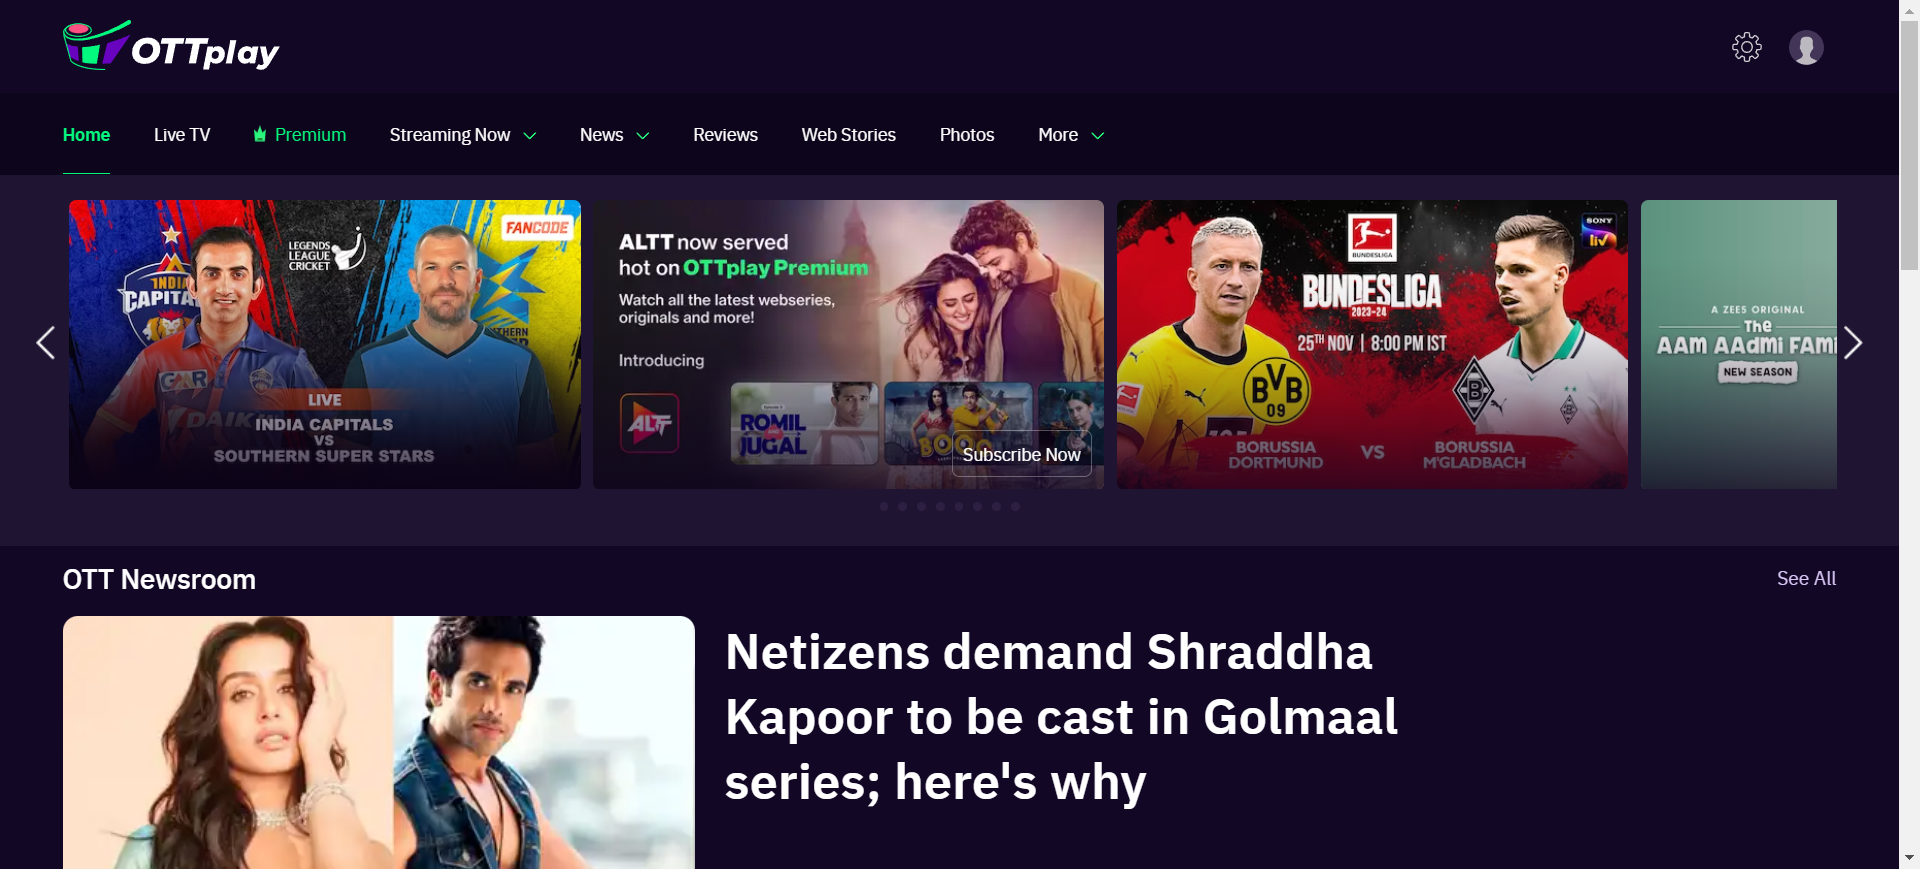 OTTplay
Home
Live TV
Premium
Streaming Now
News
Reviews
Web Stories
Photos
More
FANCODE
LEGENDS
LEAGUE
CRICKET
INDIA
CAPITA
GMR
DAIK
LIVE
INDIA CAPITALS
VS
SOUTHERN SUPER STARS
ALTT now served
hot on OTTplay Premium
Watch all the latest webseries,
originals and more!
Introducing
ALTT
ROMIL
JUGAL
Subscribe Now
BUNDESLIGA
SONY
liv
BUNDESLIGA
2023-24
25TH NOV | 8:00 PM IST
BVB
09
BORUSSIA
DORTMUND
VS
BORUSSIA
M'GLADBACH
A ZEE5 ORIGINAL
The
AAM AADMI FAMI
NEW SEASON
OTT Newsroom
See All
Netizens demand Shraddha
Kapoor to be cast in Golmaal
series; here's why